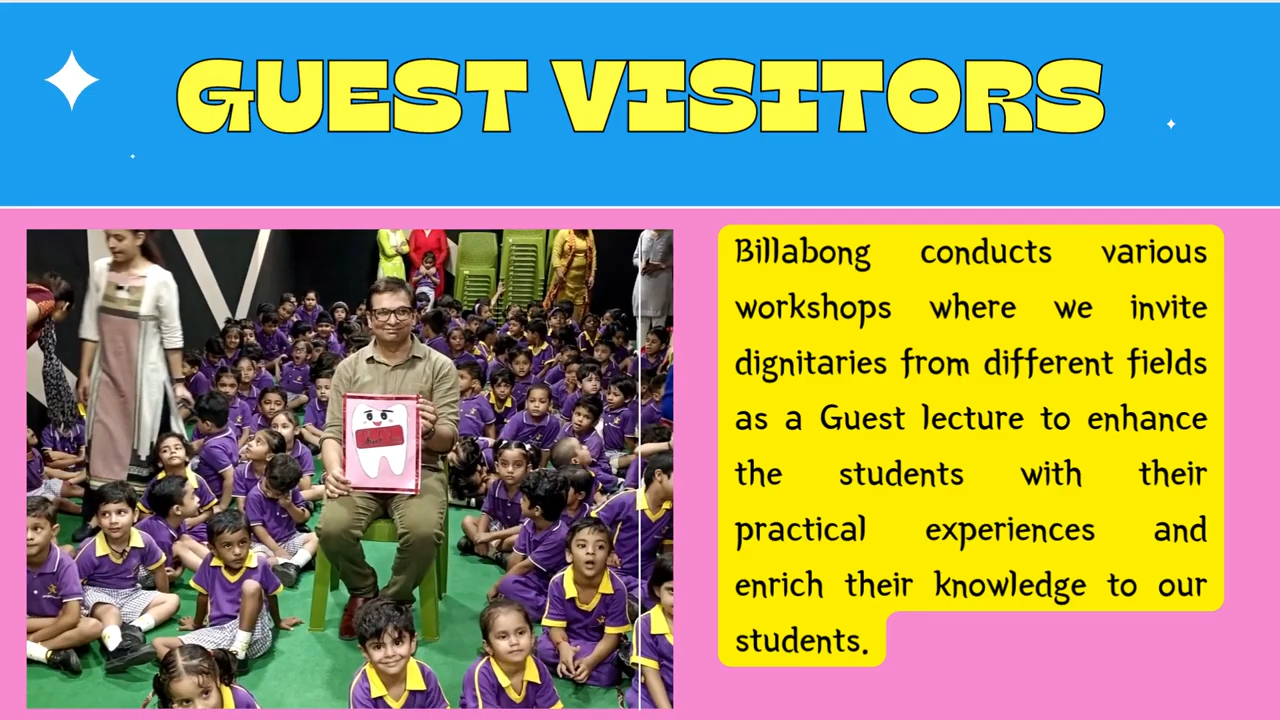 GUEST VISITORS
Billabong conducts various
workshops where we invite
dignitaries from different fields
as a Guest lecture to enhance
the students with their
practical experiences and
enrich their knowledge to our
students.